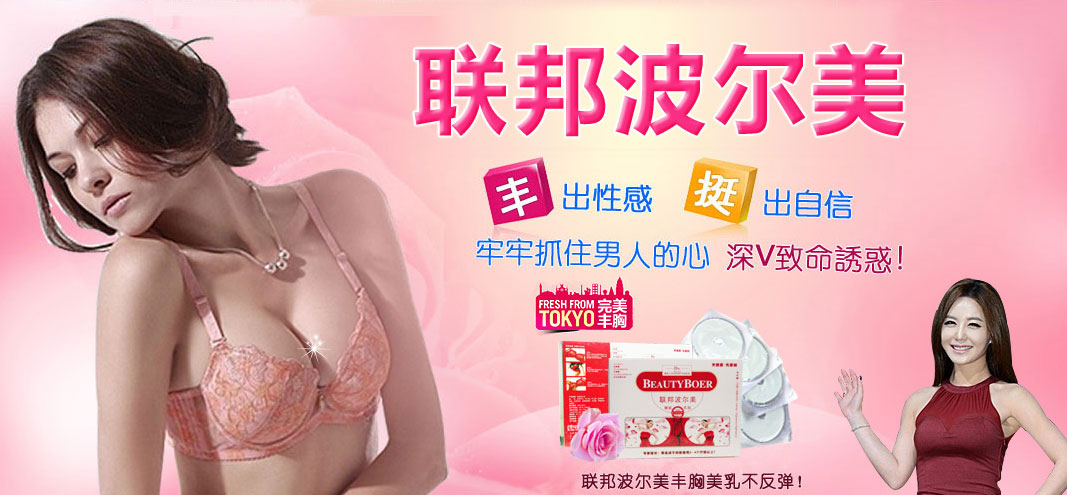 联邦波尔美
丰 出性感 挺 出自信
牢牢抓住男人的心 深V致命誘惑!
FRESH FROM 完美
TOKYO 丰胸
BEAUTYBOER
联邦波尔美
联邦波尔美丰胸美乳不反弹!